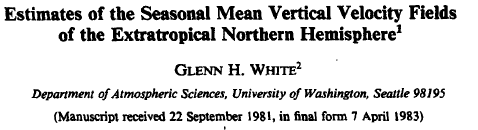 Estimates of the Seasonal Mean Vertical Velocity Fields
of the Extratropical Northern Hemisphere¹
GLENN H. WHITE²
Department of Atmospheric Sciences, University of Washington, Seattle 98195
(Manuscript received 22 September 1981, in final form 7 April 1983)